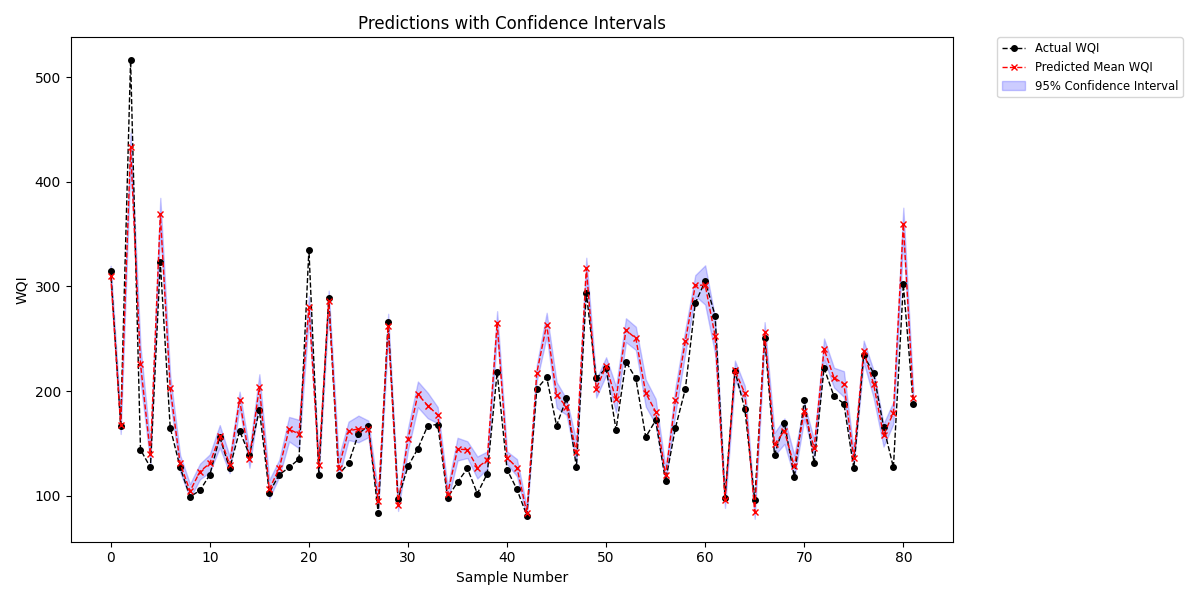 Predictions with Confidence Intervals
Actual WQI
Predicted Mean WQI
95% Confidence Interval
WQI
500
400
300
200
100
0 10 20 30 40 50 60 70 80
Sample Number